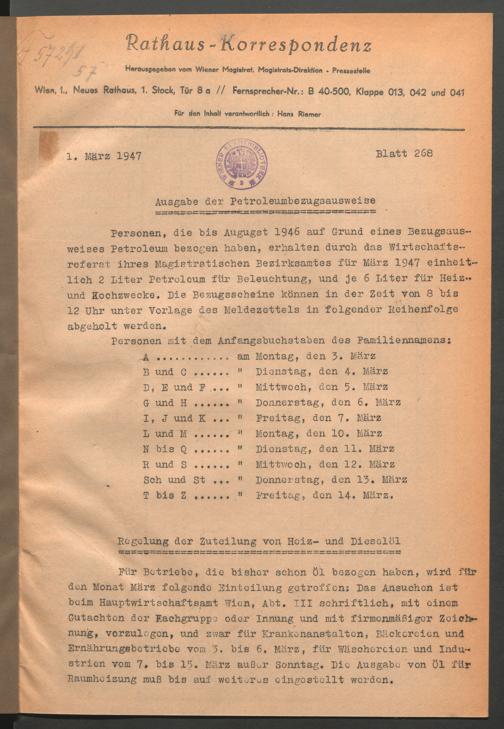 57291
57
Rathaus-Korrespondenz
Herausgegeben vom Wiener Magistrat, Magistrats-Direktion - Pressestelle
Wien, I., Neues Rathaus, 1. Stock, Tür 8 a // Fernsprecher-Nr.: B 40-500, Klappe 013, 042 und 041
Für den Inhalt verantwortlich: Hans Riemer
1. März 1947
Blatt 268
Ausgabe der Petroleumbezugsausweise
Personen, die bis Augugst 1946 auf Grund eines Bezugsaus-
weises Petroleum bezogen haben, erhalten durch das Wirtschafts-
referat ihres Magistratischen Bezirksamtes für März 1947 einheit-
lich 2 Liter Petroleum für Beleuchtung, und je 6 Liter für Heiz-
und Kochzwecke. Die Bezugsscheine können in der Zeit von 8 bis
12 Uhr unter Vorlage des Meldezettels in folgender Reihenfolge
abgeholt werden.
Personen mit dem Anfangsbuchstaben des Familiennamens:
A ............ am Montag, den 3. März
B und C ...... " Dienstag, den 4. März
D, E und F ... " Mittwoch, den 5. März
G und H ...... " Donnerstag, den 6. März
I, J und K ... " Freitag, den 7. März
L und M ...... " Montag, den 10. März
N bis Q ...... " Dienstag, den 11. März
R und S ...... " Mittwoch, den 12. März
Sch und St ... " Donnerstag, den 13. März
T bis Z ...... " Freitag, den 14. März.
Regelung der Zuteilung von Heiz- und Dieselöl
Für Betriebe, die bisher schon Öl bezogen haben, wird für
den Monat März folgende Einteilung getroffen: Das Ansuchen ist
beim Hauptwirtschaftsamt Wien, Abt. III schriftlich, mit einem
Gutachten der Fachgruppe oder Innung und mit firmenmäßiger Zeich-
nung, vorzulegen, und zwar für Krankenanstalten, Bäckereien und
Ernährungsbetriebe vom 3. bis 6. März, für Wäschereien und Indu-
strien vom 7. bis 15. März außer Sonntag. Die Ausgabe von Öl für
Raumheizung muß bis auf weiteres eingestellt werden.